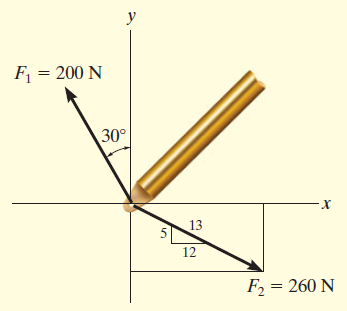 y
F₁ = 200 N
30°
x
13
5
12
F₂ = 260 N